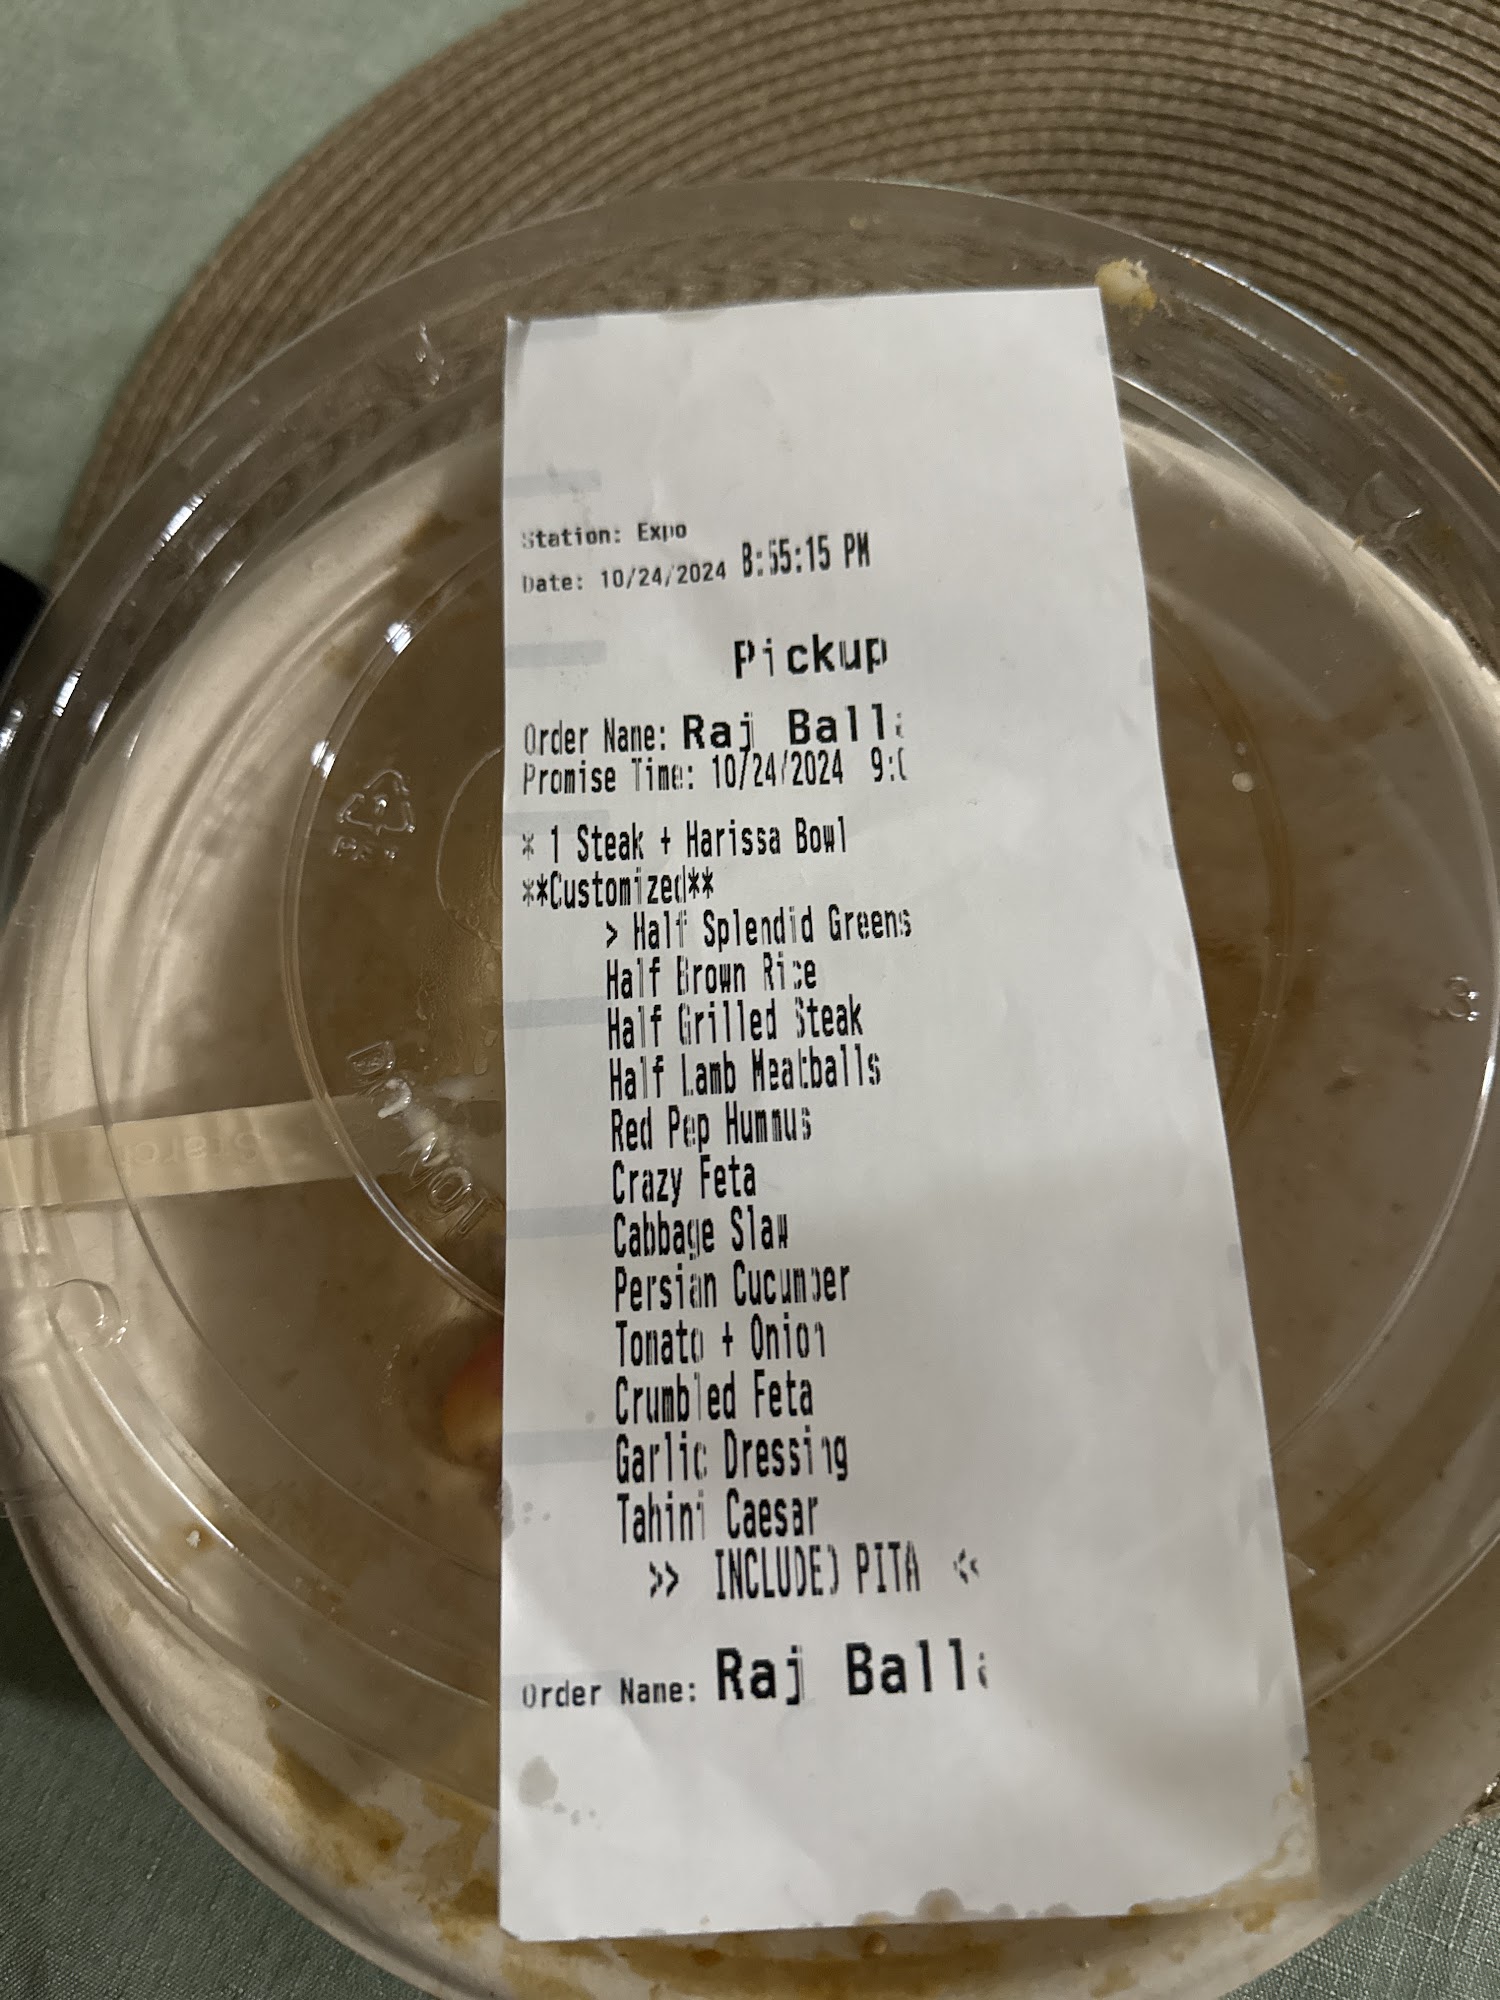 Station: Expo
Date: 10/24/2024 8:55:15 PM
Pickup
Order Name: Raj
Promise Time: 10/24/2024
* 1 Steak + Harissa Bowl
**Customized**
> Half Splendid Greens
Half Brown Rice
Half Grilled Steak
Half Lamb Meatballs
Red Pep Hummus
Crazy Feta
Cabbage Slaw
Persian Cucumber
Tomato + Onion
Crumbled Feta
Garlic Dressing
Tahini Caesar
>> INCLUDED PITA <<
Order Name: Raj